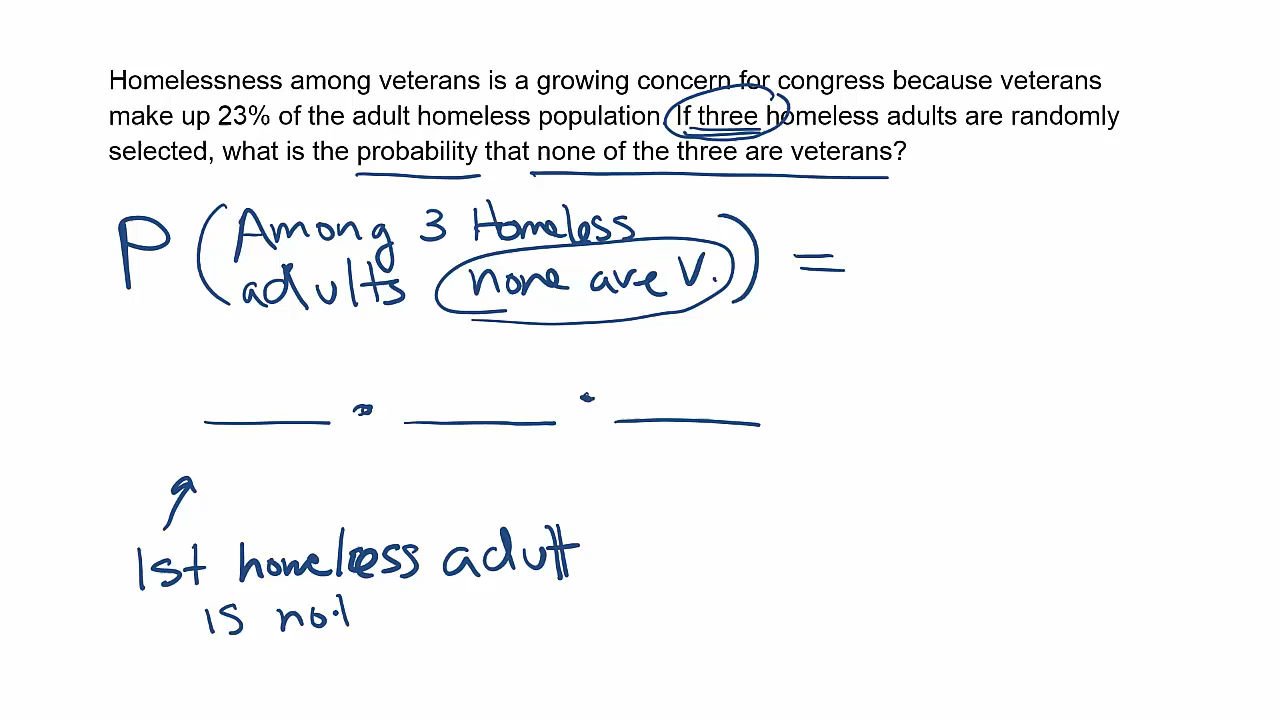 Homelessness among veterans is a growing concern for congress because veterans
make up 23% of the adult homeless population. If three homeless adults are randomly
selected, what is the probability that none of the three are veterans?
P ( Among 3 Homeless
adults none are V. ) =
1st homeless adult
is not